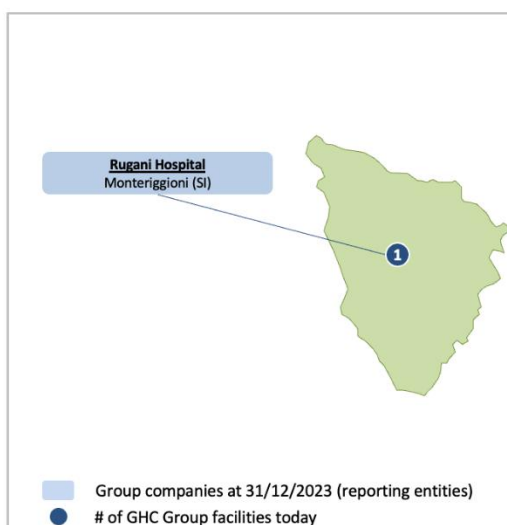 Rugani Hospital
Monteriggioni (SI)
1
Group companies at 31/12/2023 (reporting entities)
# of GHC Group facilities today